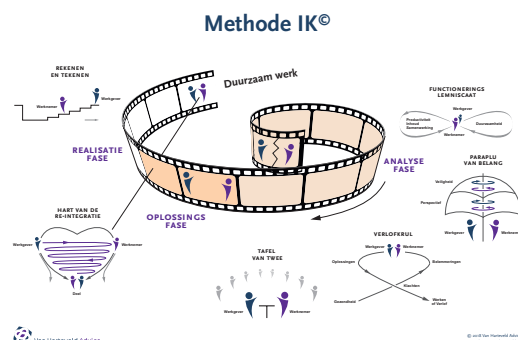 Methode IK©
REKENEN
EN TEKENEN
Werkgever
Werknemer
Duurzaam werk
FUNCTIONERINGS
LEMNISCAAT
Werkgever
Productiviteit
Inhoud
Samenwerking
Duurzaamheid
Werknemer
REALISATIE
FASE
ANALYSE
FASE
PARAPLU
VAN BELANG
Veiligheid
Perspectief
Werkgever
HART VAN DE
RE-INTEGRATIE
Werkgever
Werknemer
Doel
OPLOSSINGS
FASE
TAFEL
VAN TWEE
Werkgever
Werknemer
VERLOFKRUL
Werkgever
Werknemer
Oplossingen
Belemmeringen
Klachten
Gezondheid
Werken
of Verlof
© 2018 Van Hartveld Advies